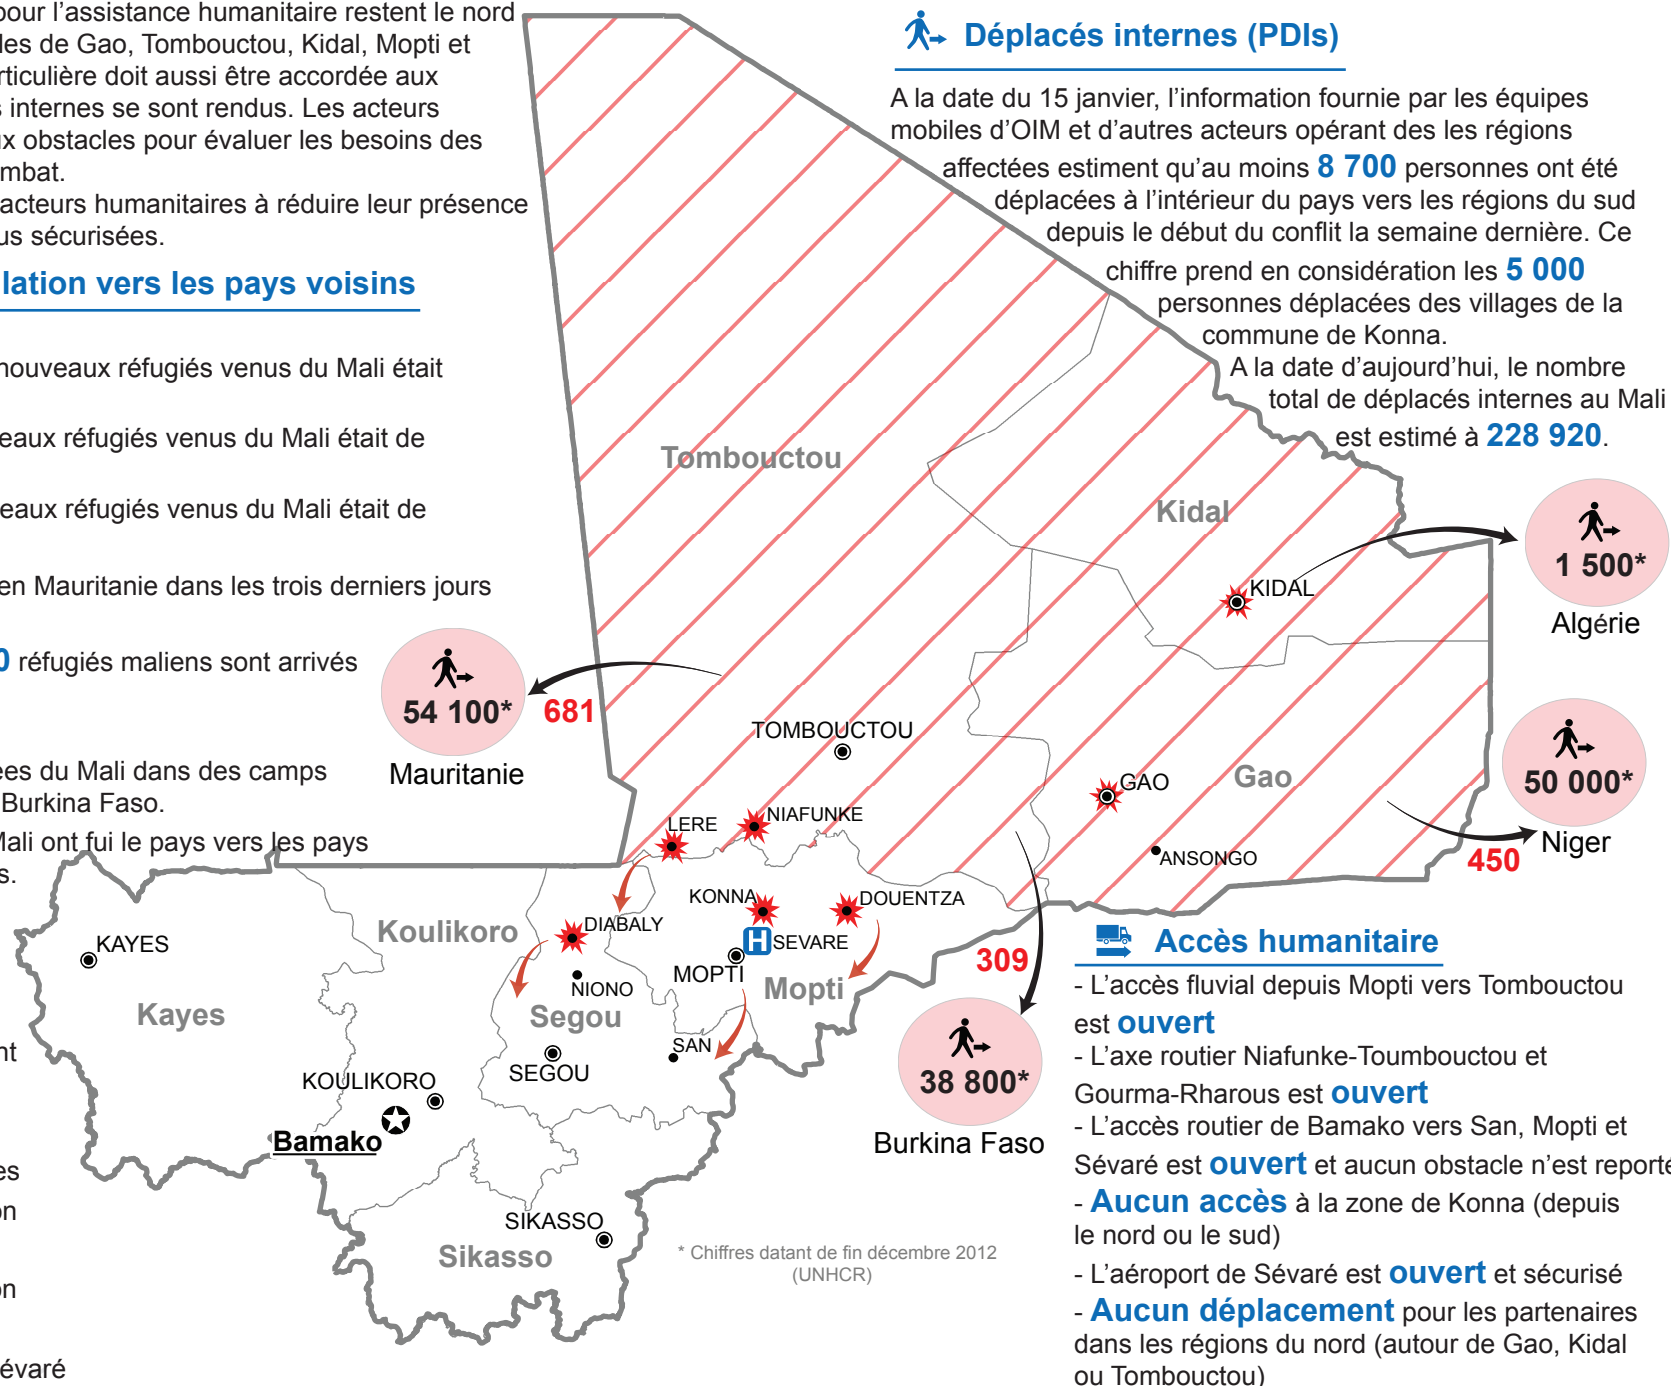 pour l'assistance humanitaire restent le nord
les de Gao, Tombouctou, Kidal, Mopti et
rticulière doit aussi être accordée aux
s internes se sont rendus. Les acteurs
ux obstacles pour évaluer les besoins des
mbat.
acteurs humanitaires à réduire leur présence
us sécurisées.
lation vers les pays voisins
nouveaux réfugiés venus du Mali était
eaux réfugiés venus du Mali était de
eaux réfugiés venus du Mali était de
en Mauritanie dans les trois derniers jours
0 réfugiés maliens sont arrivés
ées du Mali dans des camps
Burkina Faso.
Mali ont fui le pays vers les pays
s.
nt
es
on
on
évaré
Déplacés internes (PDIs)
A la date du 15 janvier, l'information fournie par les équipes
mobiles d'OIM et d'autres acteurs opérant des les régions
affectées estiment qu'au moins 8 700 personnes ont été
déplacées à l'intérieur du pays vers les régions du sud
depuis le début du conflit la semaine dernière. Ce
chiffre prend en considération les 5 000
personnes déplacées des villages de la
commune de Konna.
A la date d'aujourd'hui, le nombre
total de déplacés internes au Mali
est estimé à 228 920.
Tombouctou
Kidal
KIDAL
1 500*
Algérie
54 100*
681
Mauritanie
TOMBOUCTOU
GAO
Gao
50 000*
Niger
450
ANSONGO
LERE
NIAFUNKE
KONNA
DOUENTZA
DIABALY
H
SEVARE
MOPTI
Mopti
NIONO
Segou
SEGOU
SAN
Koulikoro
KAYES
Kayes
KOULIKORO
Bamako
SIKASSO
Sikasso
309
38 800*
Burkina Faso
* Chiffres datant de fin décembre 2012
(UNHCR)
Accès humanitaire
- L'accès fluvial depuis Mopti vers Tombouctou
est ouvert
- L'axe routier Niafunke-Toumbouctou et
Gourma-Rharous est ouvert
- L'accès routier de Bamako vers San, Mopti et
Sévaré est ouvert et aucun obstacle n'est reporté
- Aucun accès à la zone de Konna (depuis
le nord ou le sud)
- L'aéroport de Sévaré est ouvert et sécurisé
- Aucun déplacement pour les partenaires
dans les régions du nord (autour de Gao, Kidal
ou Tombouctou)